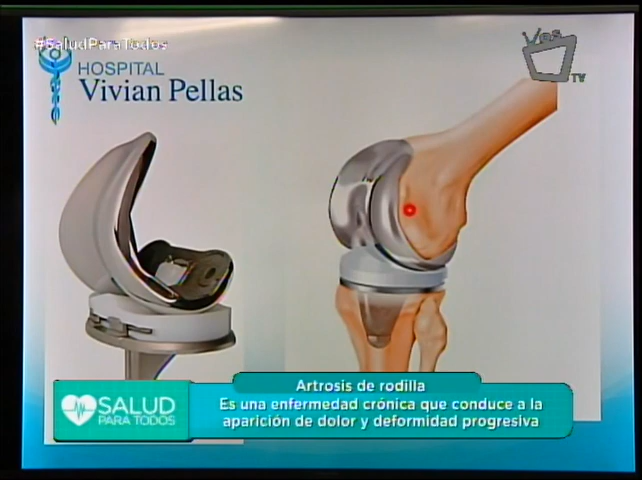 #SaludParaTodos
Vos
TV
HOSPITAL
Vivian Pellas
Artrosis de rodilla
SALUD
PARA TODOS
Es una enfermedad crónica que conduce a la
aparición de dolor y deformidad progresiva